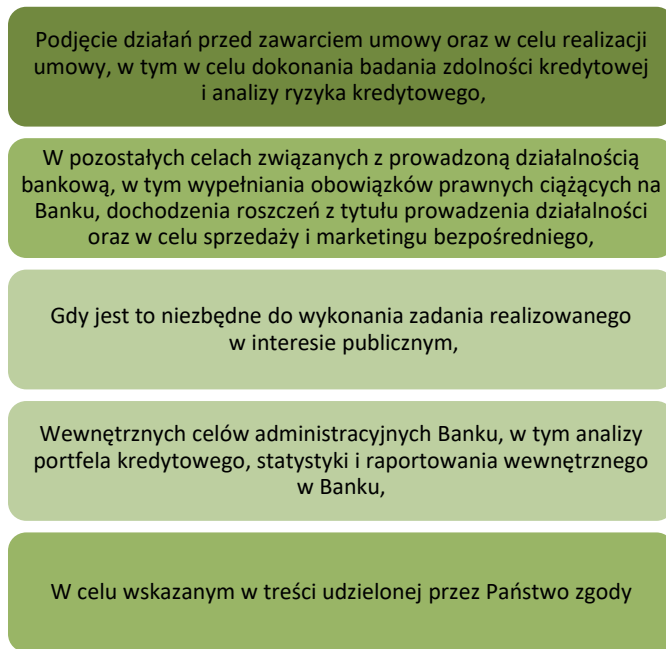 Podjęcie działań przed zawarciem umowy oraz w celu realizacji
umowy, w tym w celu dokonania badania zdolności kredytowej
i analizy ryzyka kredytowego,
W pozostałych celach związanych z prowadzoną działalnością
bankową, w tym wypełniania obowiązków prawnych ciążących na
Banku, dochodzenia roszczeń z tytułu prowadzenia działalności
oraz w celu sprzedaży i marketingu bezpośredniego,
Gdy jest to niezbędne do wykonania zadania realizowanego
w interesie publicznym,
Wewnętrznych celów administracyjnych Banku, w tym analizy
portfela kredytowego, statystyki i raportowania wewnętrznego
w Banku,
W celu wskazanym w treści udzielonej przez Państwo zgody